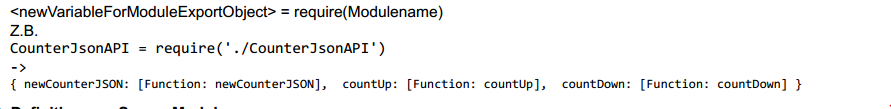 <newVariableForModuleExportObject> = require(Modulename)
Z.B.
CounterJsonAPI = require('./CounterJsonAPI')
->
{ newCounterJSON: [Function: newCounterJSON],  countUp: [Function: countUp],  countDown: [Function: countDown] }